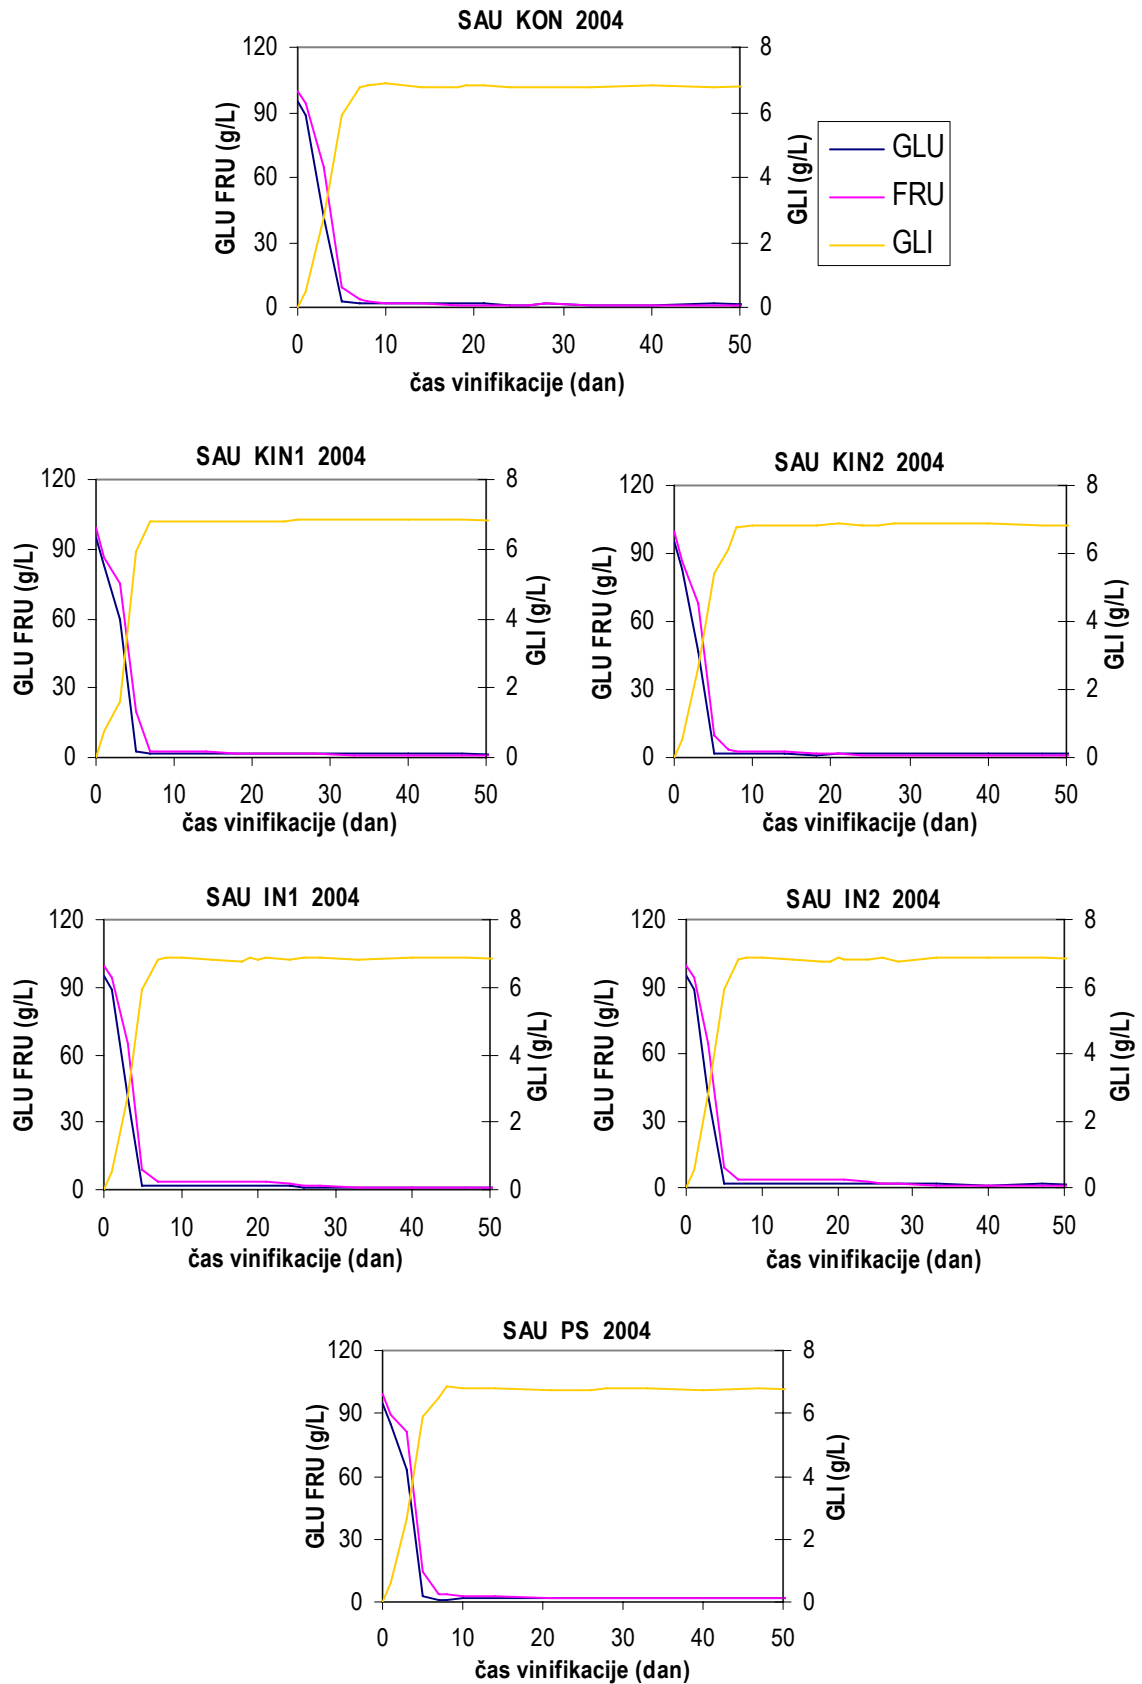 SAU KON 2004
120
90
60
30
0
GLU FRU (g/L)
8
6
4
2
0
GLI (g/L)
0 10 20 30 40 50
čas vinifikacije (dan)
GLU
FRU
GLI
SAU KIN1 2004
120
90
60
30
0
GLU FRU (g/L)
8
6
4
2
0
GLI (g/L)
0 10 20 30 40 50
čas vinifikacije (dan)
SAU KIN2 2004
120
90
60
30
0
GLU FRU (g/L)
8
6
4
2
0
GLI (g/L)
0 10 20 30 40 50
čas vinifikacije (dan)
SAU IN1 2004
120
90
60
30
0
GLU FRU (g/L)
8
6
4
2
0
GLI (g/L)
0 10 20 30 40 50
čas vinifikacije (dan)
SAU IN2 2004
120
90
60
30
0
GLU FRU (g/L)
8
6
4
2
0
GLI (g/L)
0 10 20 30 40 50
čas vinifikacije (dan)
SAU PS 2004
120
90
60
30
0
GLU FRU (g/L)
8
6
4
2
0
GLI (g/L)
0 10 20 30 40 50
čas vinifikacije (dan)